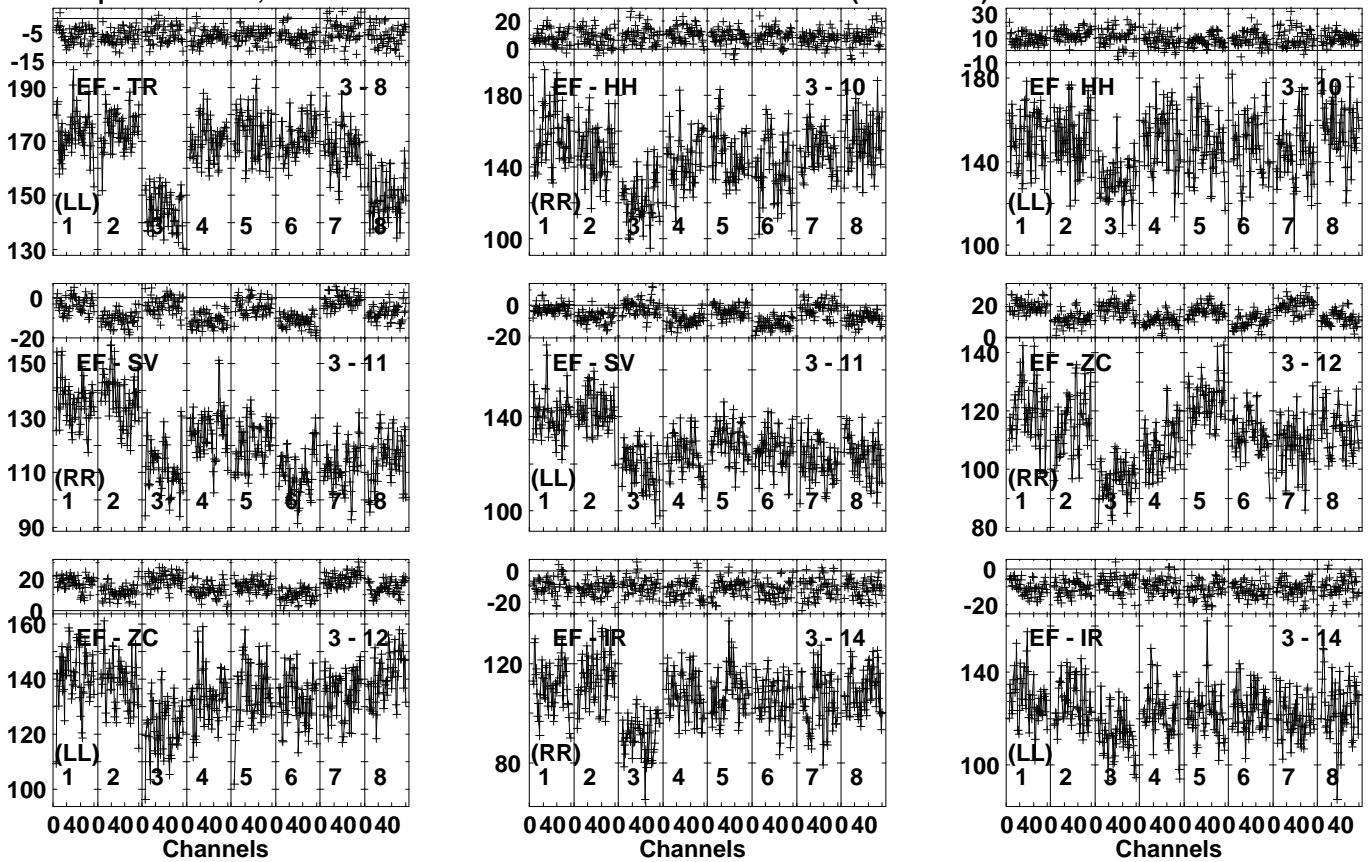 -5 20 30
-15 0 10
-10
190 EF - TR 3 - 8 180 EF - HH 3 - 10 180 EF - HH 3 - 10
170 140 140
150 (LL) (RR) (LL)
130 1 2 3 4 5 6 7 8 100 1 2 3 4 5 6 7 8 100 1 2 3 4 5 6 7 8
0 0 20
-20 -20 0
150 EF - SV 3 - 11 EF - SV 3 - 11 140 EF - ZC 3 - 12
130 140 120
110 (RR) (LL) 100 (RR)
90 1 2 3 4 5 6 7 8 100 1 2 3 4 5 6 7 8 80 1 2 3 4 5 6 7 8
20 0 0
0 -20 -20
160 EF - ZC 3 - 12 EF - IR 3 - 14 EF - IR 3 - 14
140 120 140
120 (LL) 80 (RR) 100 (LL)
100 1 2 3 4 5 6 7 8 1 2 3 4 5 6 7 8 1 2 3 4 5 6 7 8
0 40 0 40 0 40 0 40 0 40 0 40 0 40 0 40 0 40 0 40 0 40 0 40 0 40 0 40 0 40 0 40 0 40 0 40 0 40 0 40 0 40 0 40 0 40 0 40
Channels Channels Channels